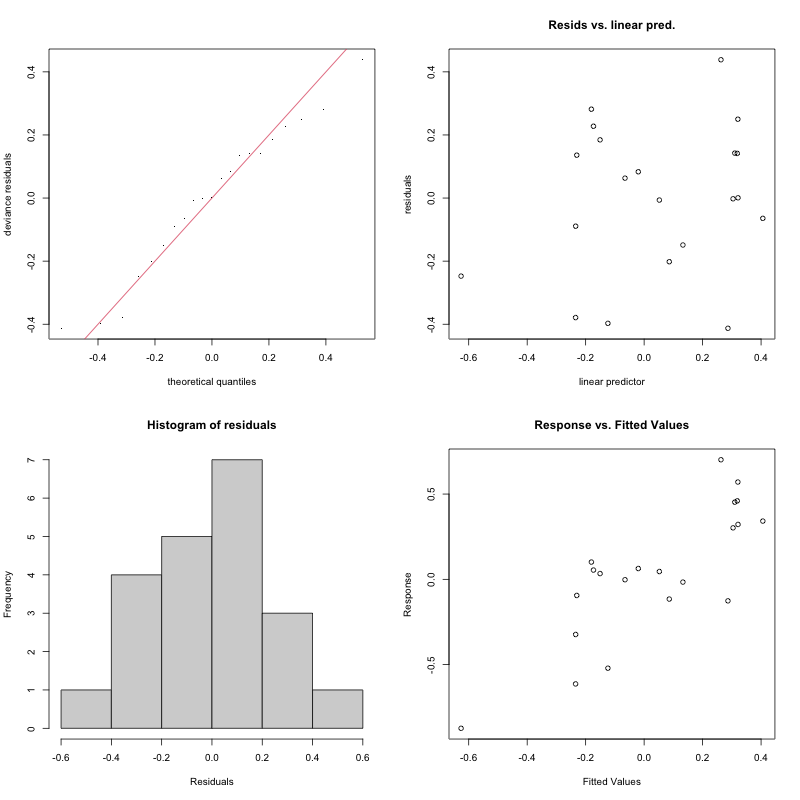 deviance residuals
0.4
0.2
0.0
-0.2
-0.4
-0.4 -0.2 0.0 0.2 0.4
theoretical quantiles
Resids vs. linear pred.
residuals
0.4
0.2
0.0
-0.2
-0.4
-0.6 -0.4 -0.2 0.0 0.2 0.4
linear predictor
Histogram of residuals
Frequency
7
6
5
4
3
2
1
0
-0.6 -0.4 -0.2 0.0 0.2 0.4 0.6
Residuals
Response vs. Fitted Values
Response
0.5
0.0
-0.5
-0.6 -0.4 -0.2 0.0 0.2 0.4
Fitted Values